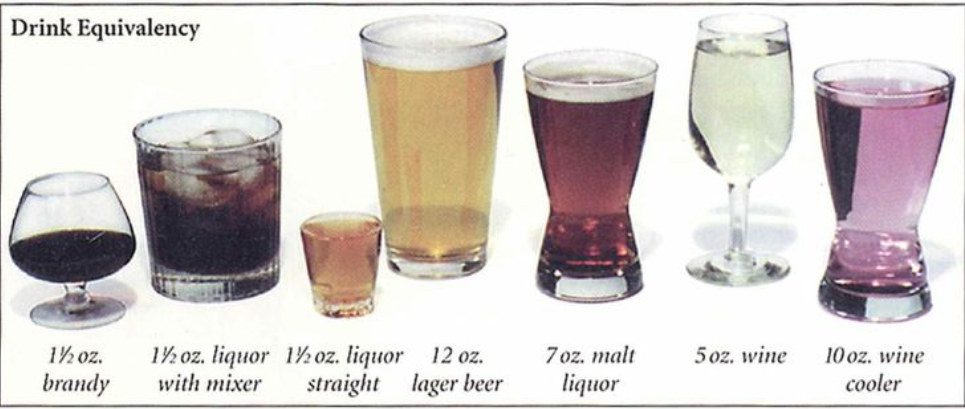 Drink Equivalency
1½ oz.
brandy
1½ oz. liquor
with mixer
1½ oz. liquor
straight
12 oz.
lager beer
7 oz. malt
liquor
5 oz. wine
10 oz. wine
cooler